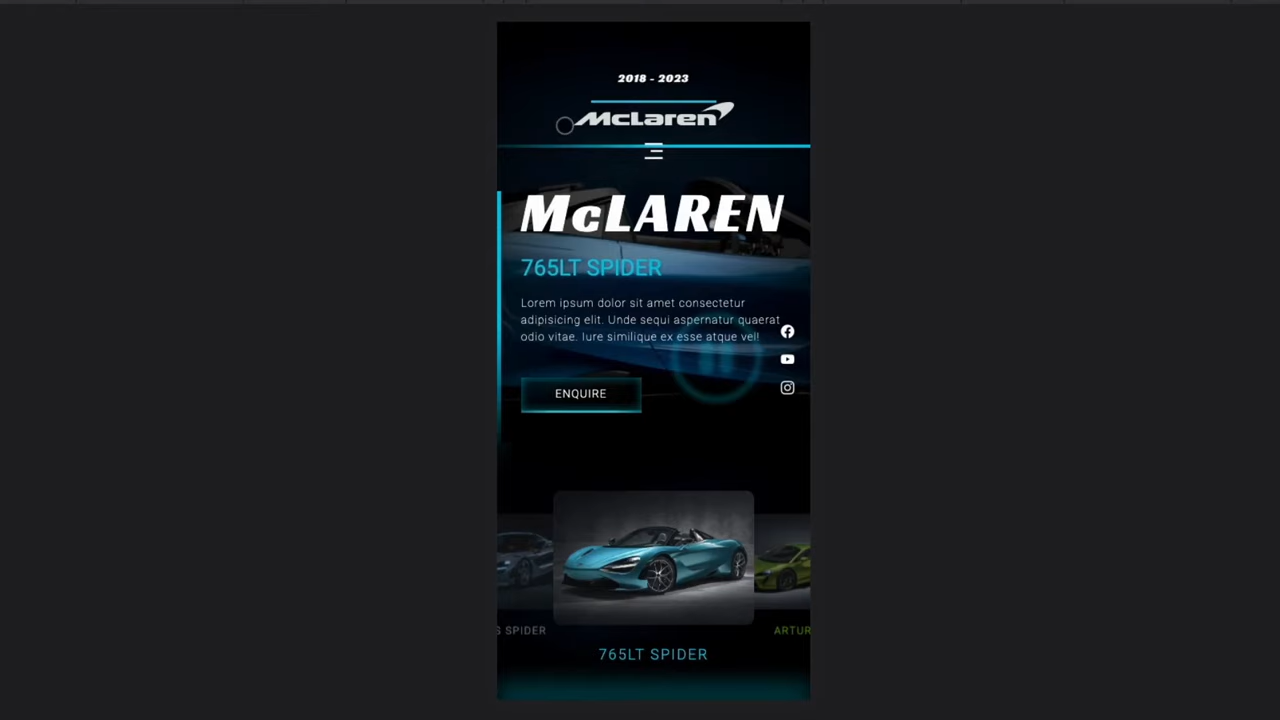 2018 - 2023
McLaren
McLAREN
765LT SPIDER
Lorem ipsum dolor sit amet consectetur
adipisicing elit. Unde sequi aspernatur quaerat
odio vitae. Iure similique ex esse atque vel!
ENQUIRE
S SPIDER
ARTUR
765LT SPIDER